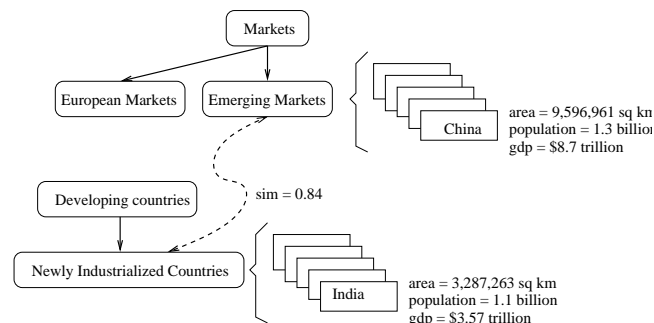 Markets
European Markets
Emerging Markets
China
area = 9,596,961 sq km
population = 1.3 billion
gdp = $8.7 trillion
sim = 0.84
Developing countries
Newly Industrialized Countries
India
area = 3,287,263 sq km
population = 1.1 billion
gdp = $3.57 trillion